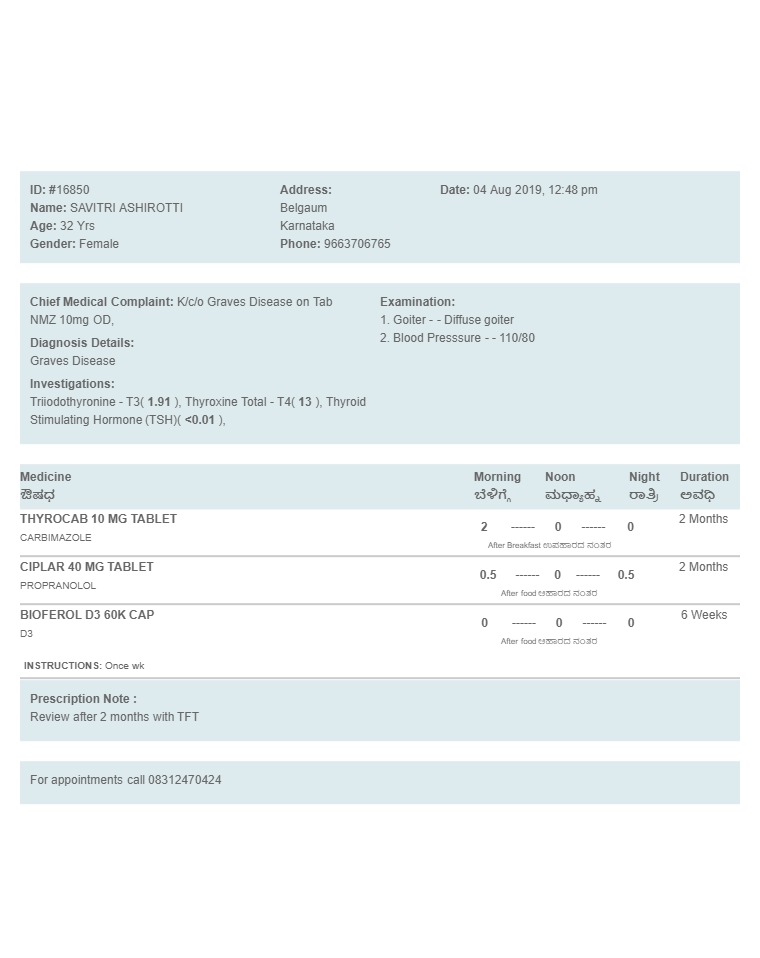 ID: #16850
Name: SAVITRI ASHIROTTI
Age: 32 Yrs
Gender: Female
Address:
Belgaum
Karnataka
Phone: 9663706765
Date: 04 Aug 2019, 12:48 pm
Chief Medical Complaint: K/c/o Graves Disease on Tab
NMZ 10mg OD,
Diagnosis Details:
Graves Disease
Investigations:
Triiodothyronine - T3( 1.91 ), Thyroxine Total - T4( 13 ), Thyroid
Stimulating Hormone (TSH)( <0.01 ),
Examination:
1. Goiter - - Diffuse goiter
2. Blood Presssure - - 110/80
Medicine Morning Noon Night Duration
ಔಷಧ ಬೆಳಿಗ್ಗೆ ಮಧ್ಯಾಹ್ನ ರಾತ್ರಿ ಅವಧಿ
THYROCAB 10 MG TABLET 2 ------ 0 ------ 0 2 Months
CARBIMAZOLE After Breakfast ಉಪಹಾರದ ನಂತರ
CIPLAR 40 MG TABLET 0.5 ------ 0 ------ 0.5 2 Months
PROPRANOLOL After food ಆಹಾರದ ನಂತರ
BIOFEROL D3 60K CAP 0 ------ 0 ------ 0 6 Weeks
D3 After food ಆಹಾರದ ನಂತರ
INSTRUCTIONS: Once wk
Prescription Note :
Review after 2 months with TFT
For appointments call 08312470424